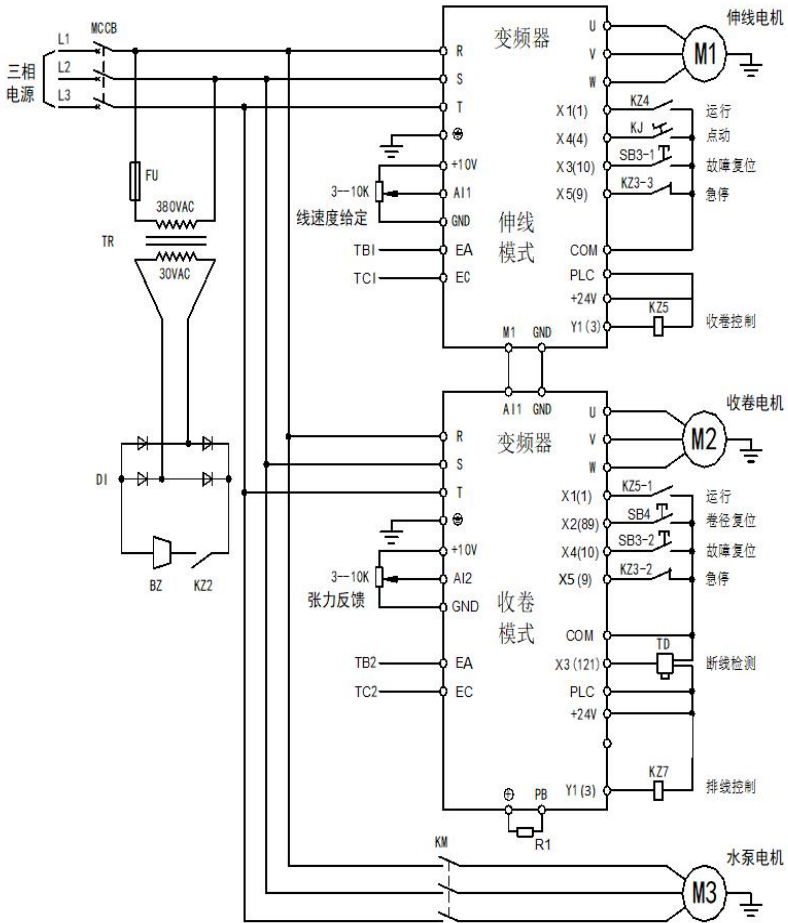 MCCB
三相
电源
L1
L2
L3
FU
380VAC
TR
30VAC
DI
BZ
KZ2
变频器
R
S
T
+10V
3--10K
AI1
线速度给定
GND
TB1
EA
TC1
EC
伸线
模式
U
V
W
M1
伸线电机
X1(1)
KZ4
运行
X4(4)
KJ
点动
X3(10)
SB3-1
故障复位
X5(9)
KZ3-3
急停
COM
PLC
+24V
KZ5
Y1(3)
收卷控制
M1 GND
AI1 GND
变频器
R
S
T
+10V
3--10K
AI2
张力反馈
GND
TB2
EA
TC2
EC
收卷
模式
U
V
W
M2
收卷电机
X1(1)
KZ5-1
运行
X2(89)
SB4
卷径复位
X4(10)
SB3-2
故障复位
X5(9)
KZ3-2
急停
COM
TD
X3(121)
断线检测
PLC
+24V
KZ7
Y1(3)
排线控制
PB
R1
KM
M3
水泵电机